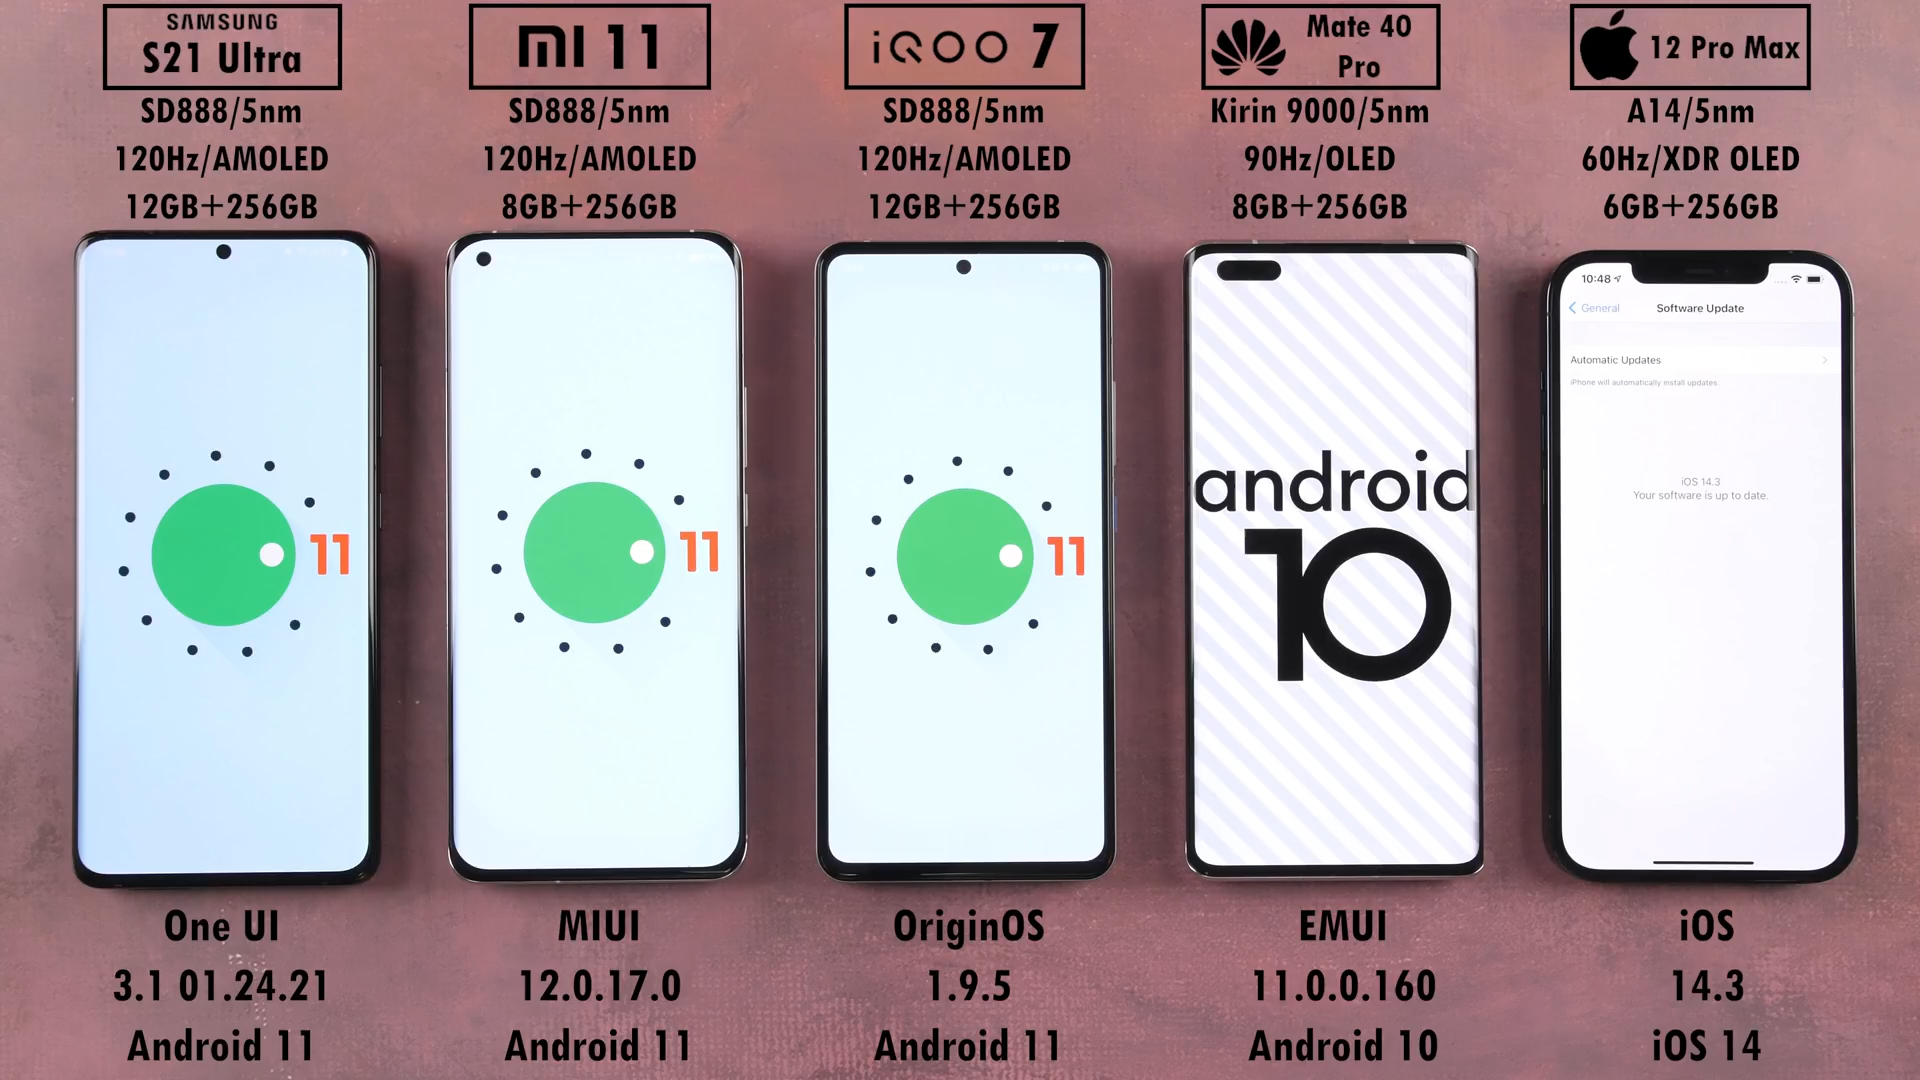 SAMSUNG
S21 Ultra
SD888/5nm
120Hz/AMOLED
12GB+256GB
MI 11
SD888/5nm
120Hz/AMOLED
8GB+256GB
iQOO 7
SD888/5nm
120Hz/AMOLED
12GB+256GB
Mate 40
Pro
Kirin 9000/5nm
90Hz/OLED
8GB+256GB
12 Pro Max
A14/5nm
60Hz/XDR OLED
6GB+256GB
11
11
11
android
10
10:48
General
Software Update
Automatic Updates
iPhone will automatically install updates.
iOS 14.3
Your software is up to date.
One UI
3.1 01.24.21
Android 11
MIUI
12.0.17.0
Android 11
OriginOS
1.9.5
Android 11
EMUI
11.0.0.160
Android 10
iOS
14.3
iOS 14